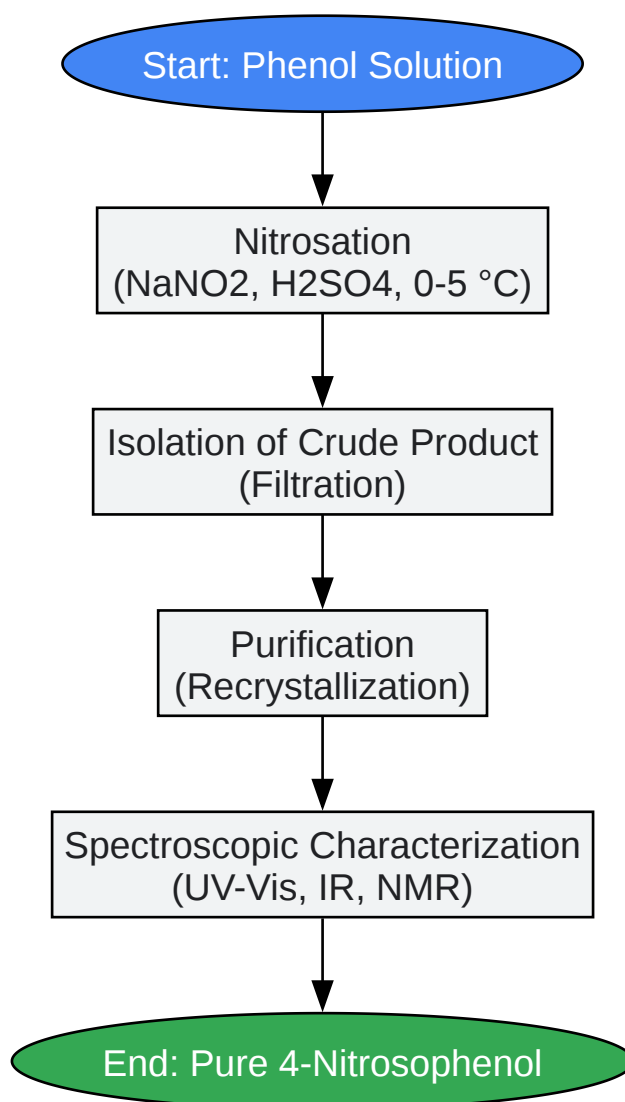 Start: Phenol Solution
Nitrosation
(NaNO2, H2SO4, 0-5 °C)
Isolation of Crude Product
(Filtration)
Purification
(Recrystallization)
Spectroscopic Characterization
(UV-Vis, IR, NMR)
End: Pure 4-Nitrosophenol